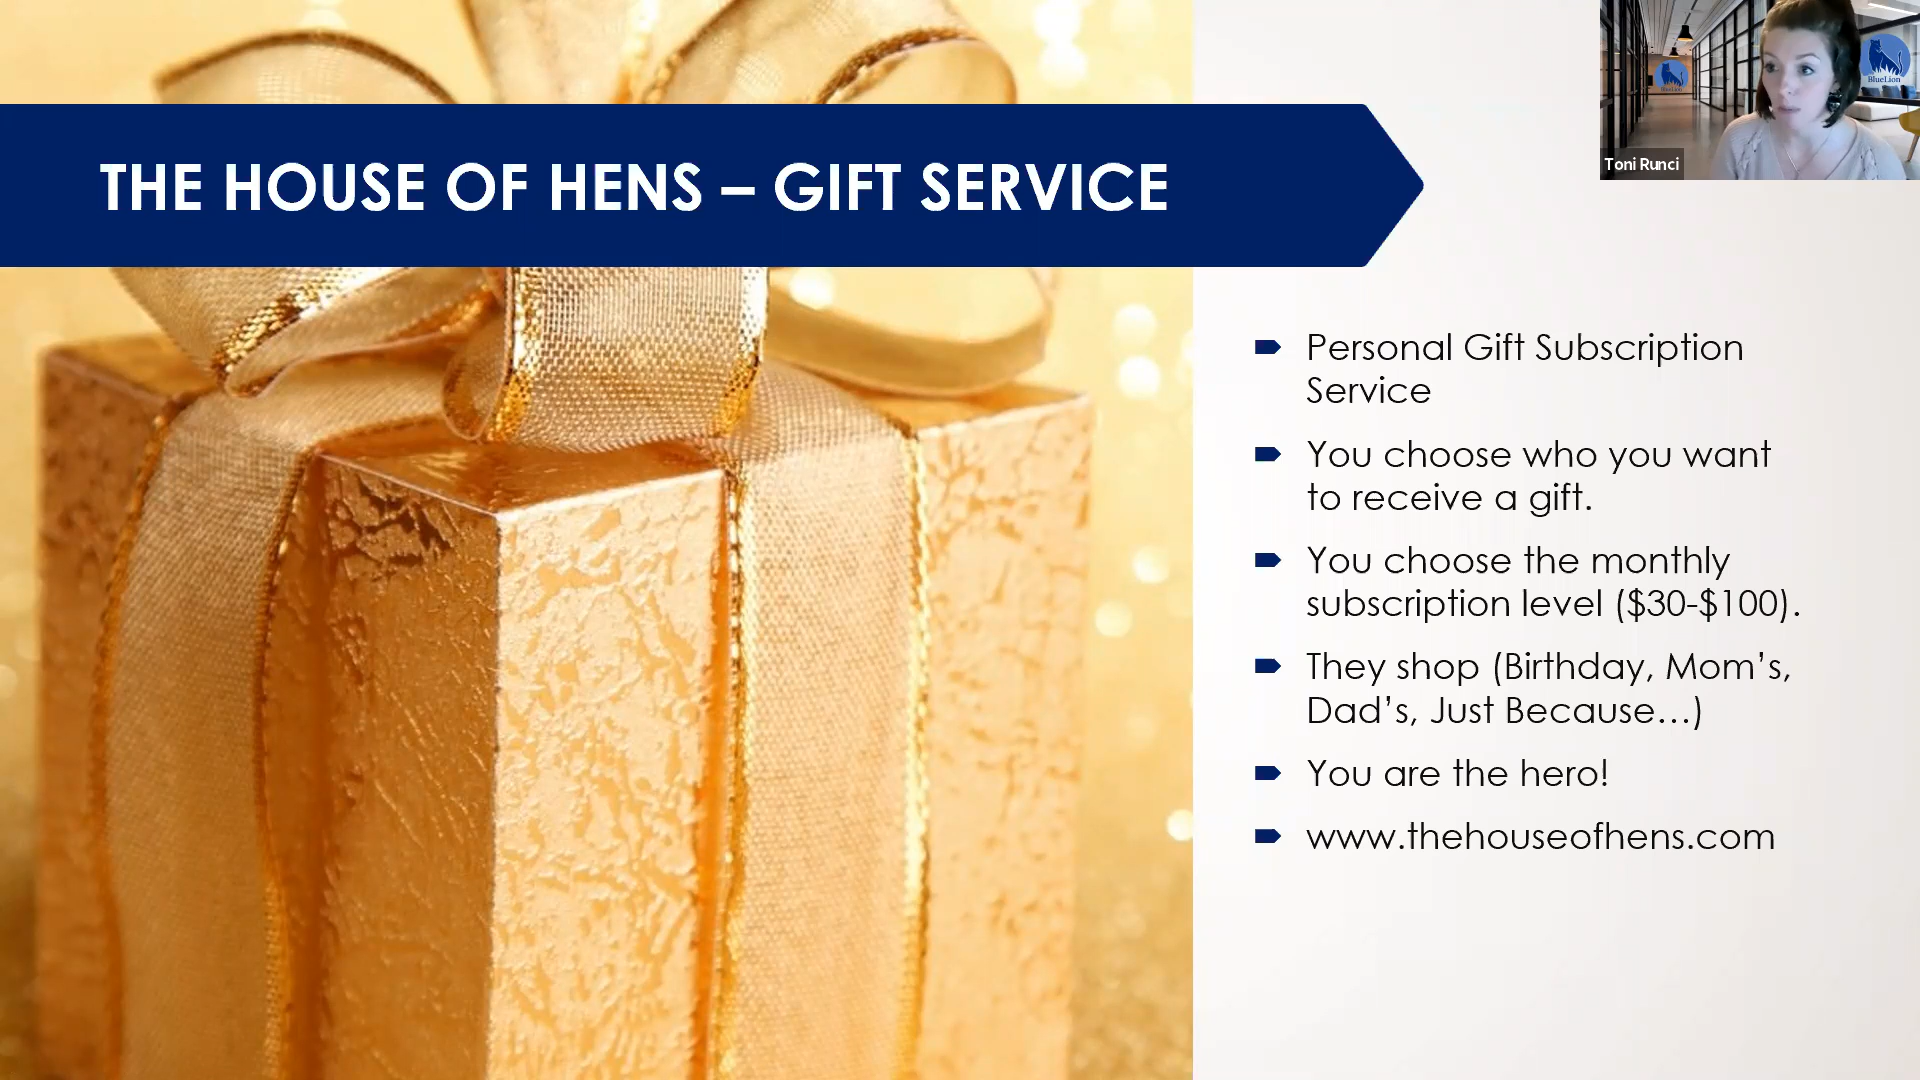 THE HOUSE OF HENS – GIFT SERVICE
Toni Runci
BlueLion
BlueLion
Personal Gift Subscription
Service
You choose who you want
to receive a gift.
You choose the monthly
subscription level ($30-$100).
They shop (Birthday, Mom’s,
Dad’s, Just Because…)
You are the hero!
www.thehouseofhens.com